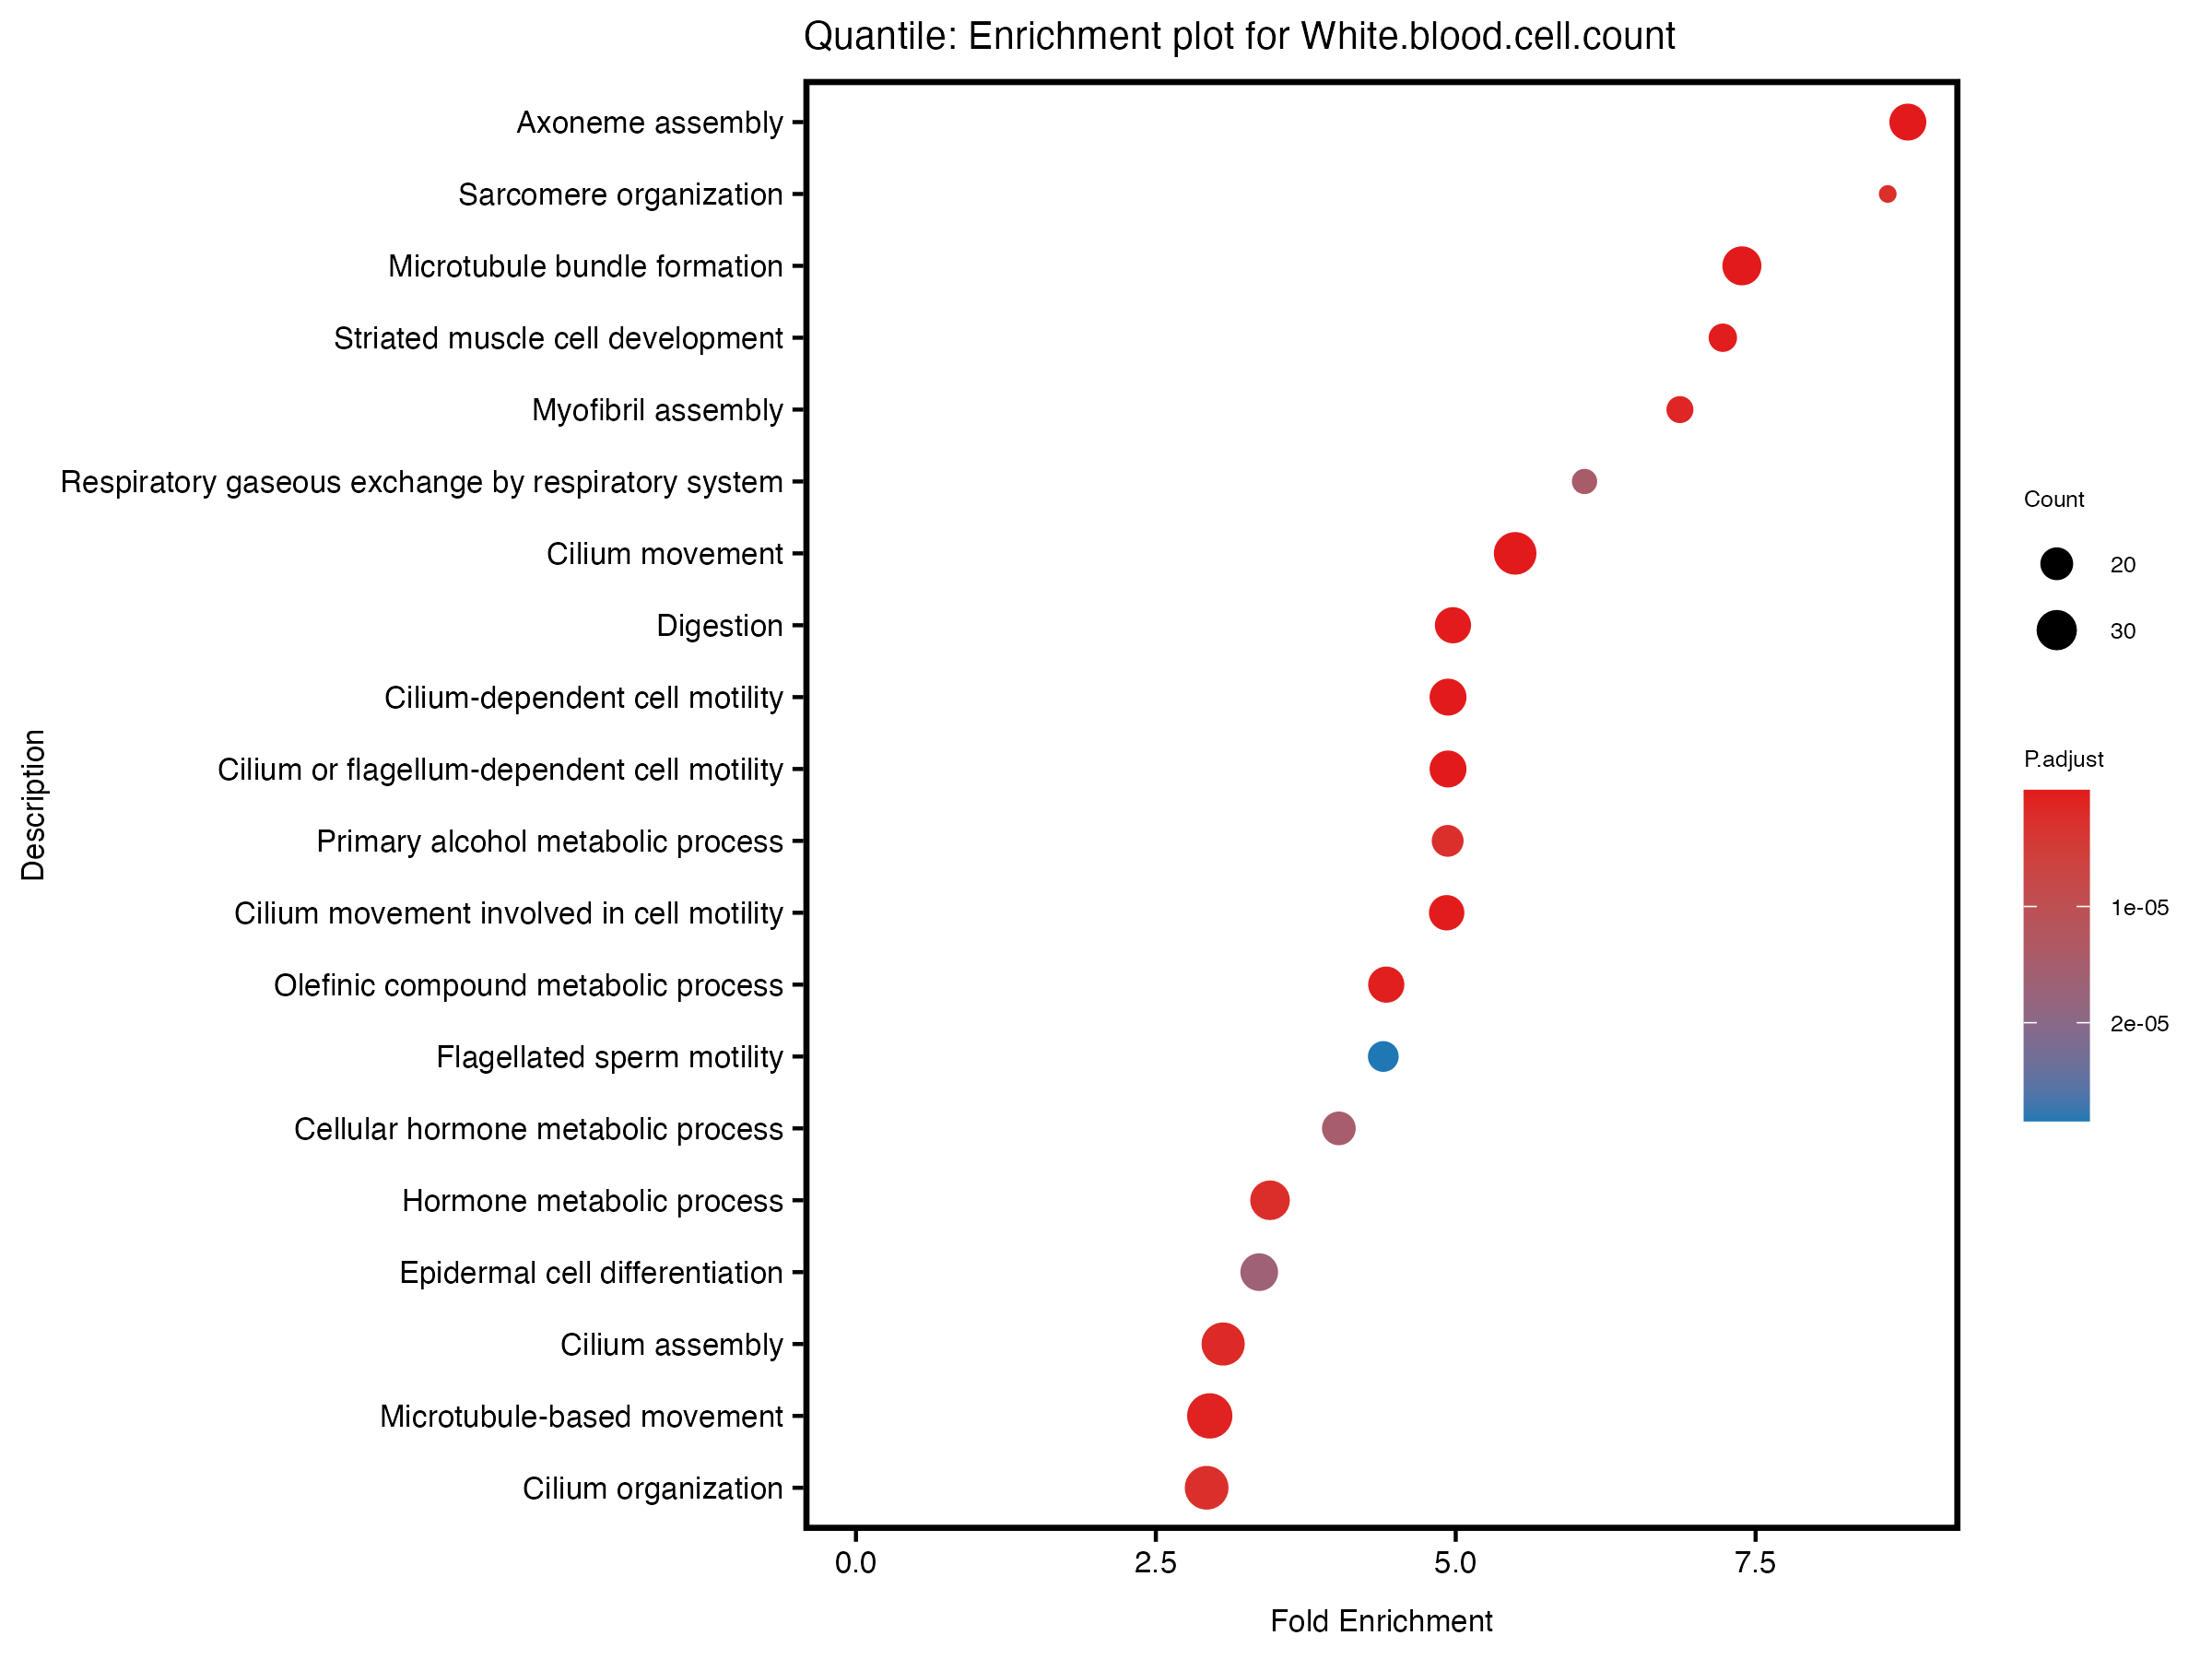 Quantile: Enrichment plot for White.blood.cell.count
Axoneme assembly
Sarcomere organization
Microtubule bundle formation
Striated muscle cell development
Myofibril assembly
Respiratory gaseous exchange by respiratory system
Cilium movement
Digestion
Cilium-dependent cell motility
Cilium or flagellum-dependent cell motility
Primary alcohol metabolic process
Cilium movement involved in cell motility
Olefinic compound metabolic process
Flagellated sperm motility
Cellular hormone metabolic process
Hormone metabolic process
Epidermal cell differentiation
Cilium assembly
Microtubule-based movement
Cilium organization
Description
0.0 2.5 5.0 7.5
Fold Enrichment
Count
20
30
P.adjust
1e-05
2e-05